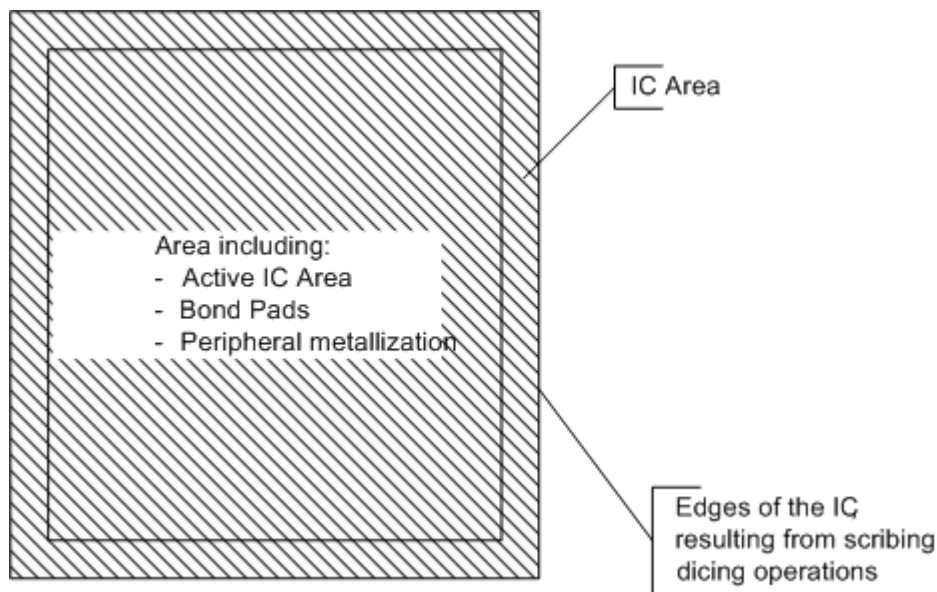 IC Area
Area including:
- Active IC Area
- Bond Pads
- Peripheral metallization
Edges of the IC,
resulting from scribing
dicing operations